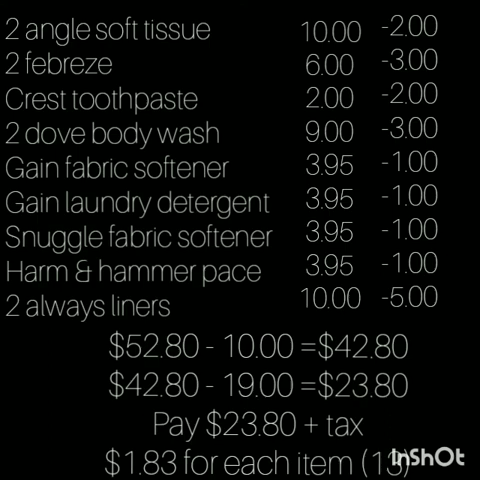 2 angle soft tissue 10.00 -2.00
2 febreze 6.00 -3.00
Crest toothpaste 2.00 -2.00
2 dove body wash 9.00 -3.00
Gain fabric softener 3.95 -1.00
Gain laundry detergent 3.95 -1.00
Snuggle fabric softener 3.95 -1.00
Harm & hammer pace 3.95 -1.00
2 always liners 10.00 -5.00
$52.80 - 10.00 =$42.80
$42.80 - 19.00 =$23.80
Pay $23.80 + tax
$1.83 for each item (13)
InShOt